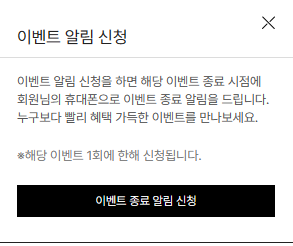 이벤트 알림 신청
이벤트 알림 신청을 하면 해당 이벤트 종료 시점에
회원님의 휴대폰으로 이벤트 종료 알림을 드립니다.
누구보다 빨리 혜택 가득한 이벤트를 만나보세요.
※해당 이벤트 1회에 한해 신청됩니다.
이벤트 종료 알림 신청